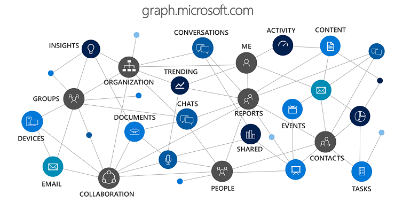 graph.microsoft.com
INSIGHTS
CONVERSATIONS
ME
ACTIVITY
CONTENT
ORGANIZATION
TRENDING
GROUPS
CHATS
REPORTS
DEVICES
DOCUMENTS
SHARED
EVENTS
EMAIL
COLLABORATION
PEOPLE
CONTACTS
TASKS